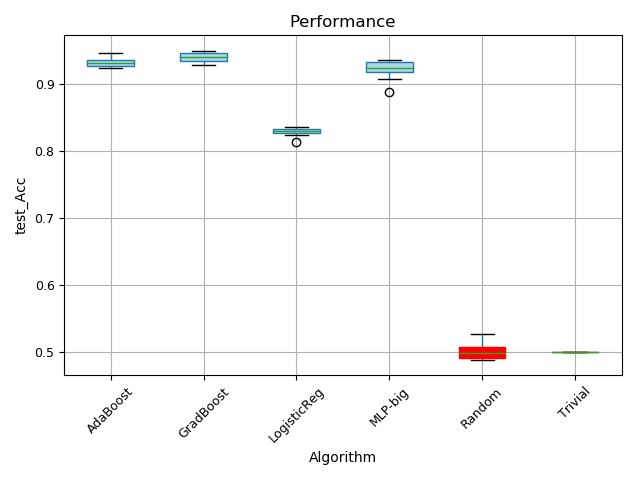 Performance
test_Acc
0.9
0.8
0.7
0.6
0.5
AdaBoost
GradBoost
LogisticReg
MLP-big
Random
Trivial
Algorithm